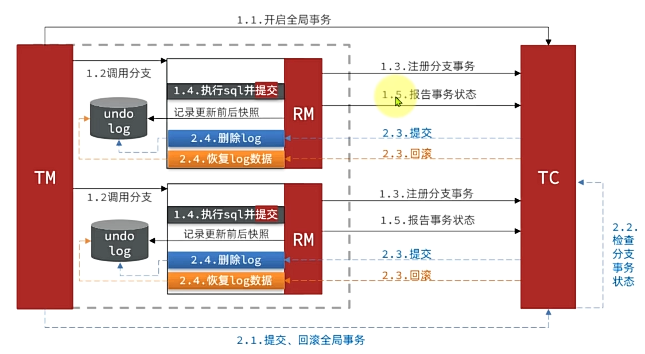 1.1.开启全局事务
TM
1.2调用分支
undo
log
1.4.执行sql并提交
记录更新前后快照
2.4.删除log
2.4.恢复log数据
RM
1.3.注册分支事务
1.5.报告事务状态
2.3.提交
2.3.回滚
TC
1.2调用分支
undo
log
1.4.执行sql并提交
记录更新前后快照
2.4.删除log
2.4.恢复log数据
RM
1.3.注册分支事务
1.5.报告事务状态
2.3.提交
2.3.回滚
2.2.
检查
分支
事务
状态
2.1.提交、回滚全局事务